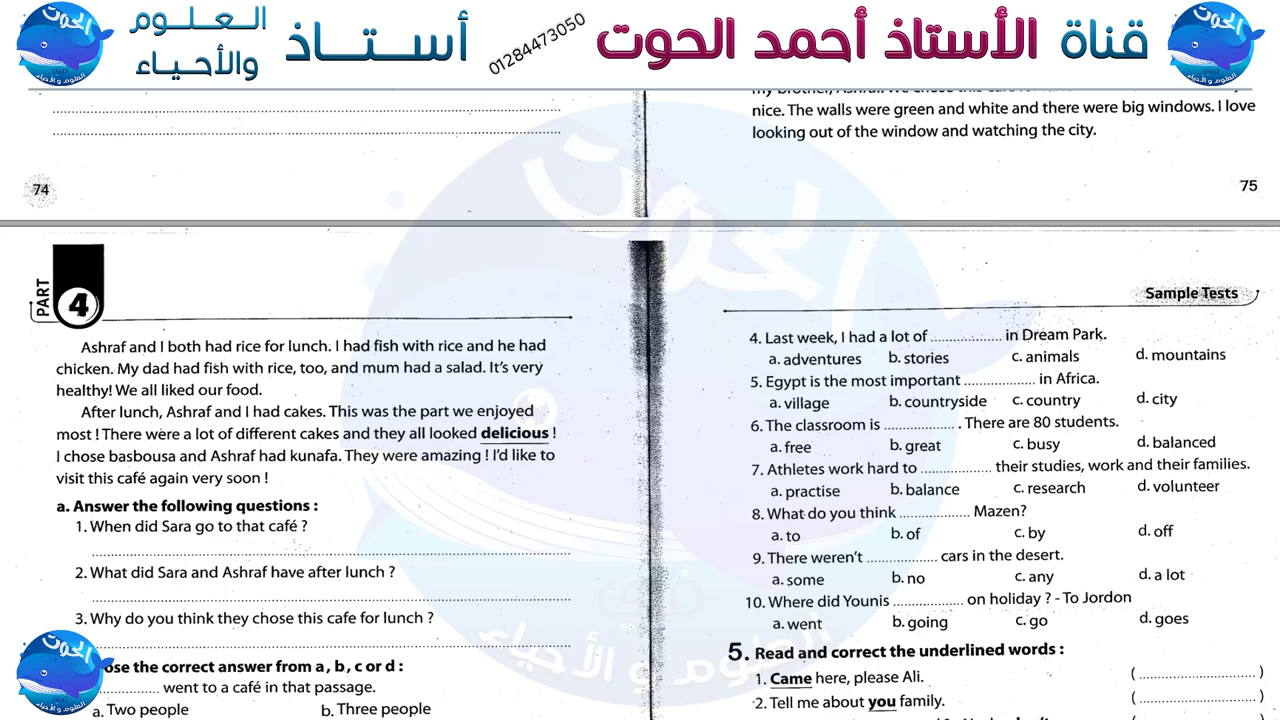 قناة الأستاذ أحمد الحوت
01284473050
أستاذ
العلوم
والأحياء
الحوت
في
العلوم و الأحياء
nice. The walls were green and white and there were big windows. I love
looking out of the window and watching the city.
74
75
PART
4
Ashraf and I both had rice for lunch. I had fish with rice and he had
chicken. My dad had fish with rice, too, and mum had a salad. It's very
healthy! We all liked our food.
After lunch, Ashraf and I had cakes. This was the part we enjoyed
most ! There were a lot of different cakes and they all looked delicious !
I chose basbousa and Ashraf had kunafa. They were amazing ! I'd like to
visit this café again very soon !
a. Answer the following questions :
1. When did Sara go to that café ?
2. What did Sara and Ashraf have after lunch ?
3. Why do you think they chose this cafe for lunch ?
ose the correct answer from a , b , c or d :
............... went to a café in that passage.
a. Two people b. Three people
Sample Tests
4. Last week, I had a lot of .................. in Dream Park.
a. adventures b. stories c. animals d. mountains
5. Egypt is the most important .................. in Africa.
a. village b. countryside c. country d. city
6. The classroom is .................. . There are 80 students.
a. free b. great c. busy d. balanced
7. Athletes work hard to .................. their studies, work and their families.
a. practise b. balance c. research d. volunteer
8. What do you think .................. Mazen?
a. to b. of c. by d. off
9. There weren't .................. cars in the desert.
a. some b. no c. any d. a lot
10. Where did Younis .................. on holiday ? - To Jordon
a. went b. going c. go d. goes
5. Read and correct the underlined words :
1. Came here, please Ali. (..............................)
2. Tell me about you family. (..............................)